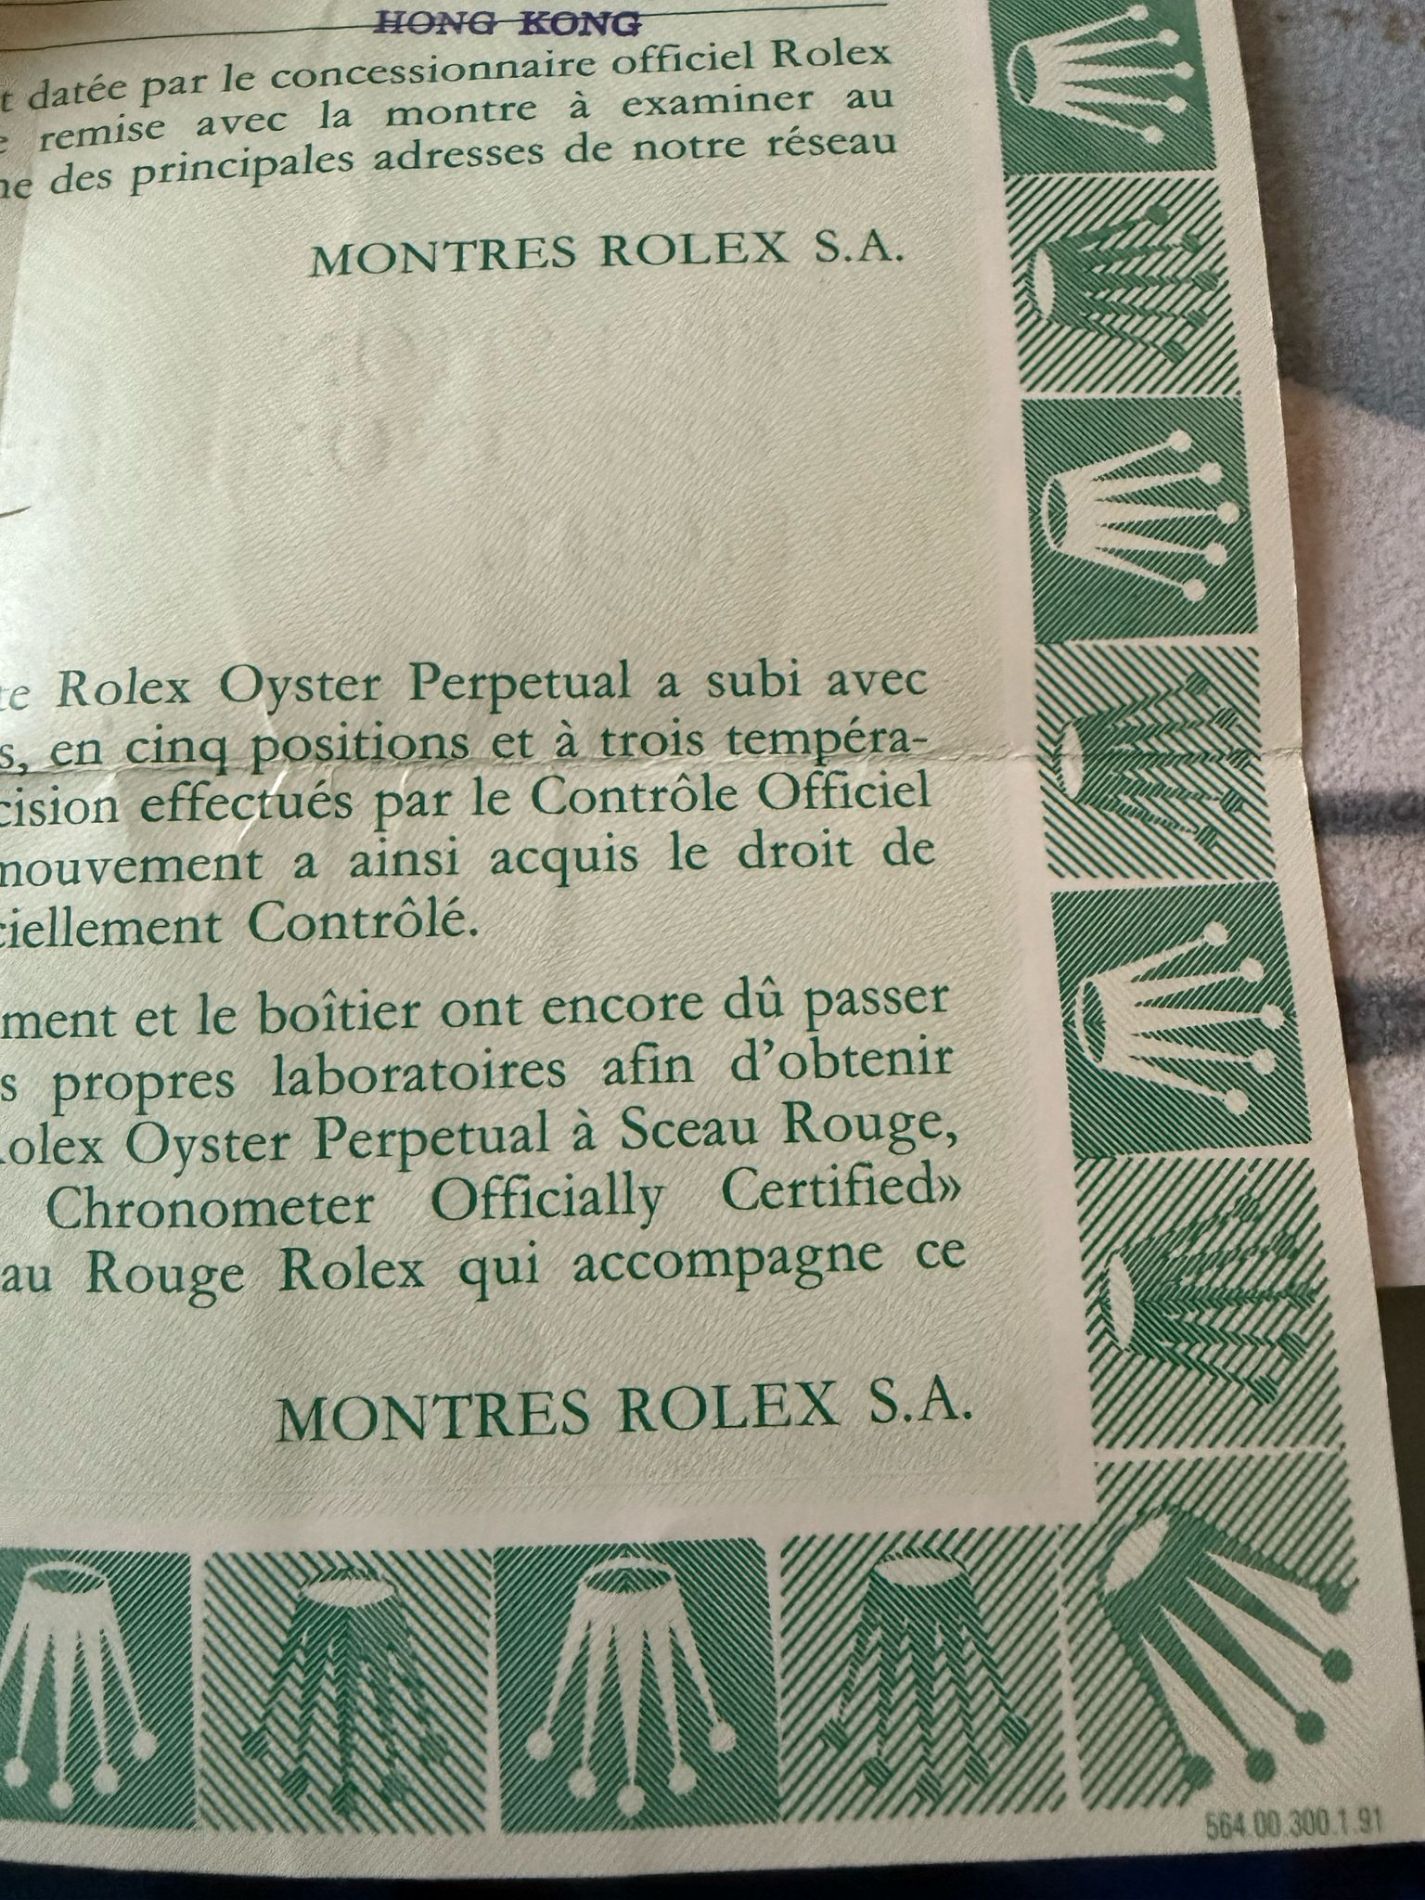 HONG KONG
datée par le concessionnaire officiel Rolex
remise avec la montre à examiner au
des principales adresses de notre réseau
MONTRES ROLEX S.A.
Rolex Oyster Perpetual a subi avec
s, en cinq positions et à trois tempéra-
cision effectués par le Contrôle Officiel
mouvement a ainsi acquis le droit de
ciellement Contrôlé.
ment et le boîtier ont encore dû passer
s propres laboratoires afin d'obtenir
olex Oyster Perpetual à Sceau Rouge,
Chronometer Officially Certified»
au Rouge Rolex qui accompagne ce
MONTRES ROLEX S.A.
564.00.300.1.91